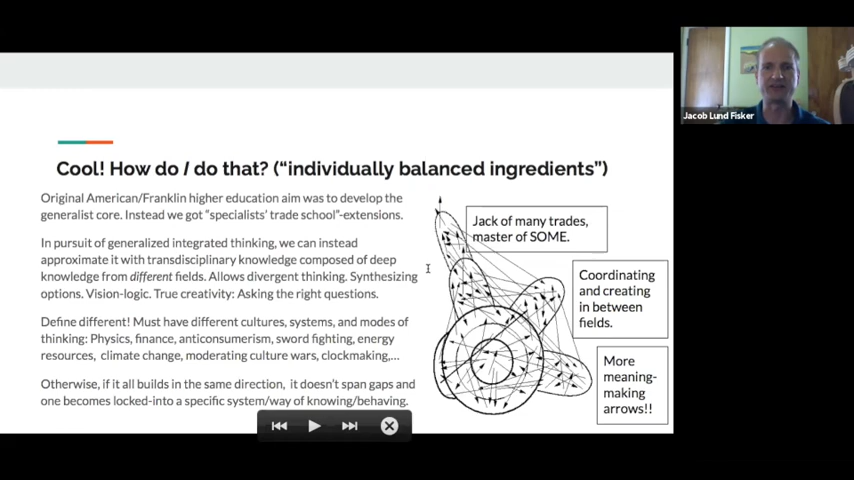 Jacob Lund Fisker
Cool! How do I do that? (“individually balanced ingredients”)
Original American/Franklin higher education aim was to develop the
generalist core. Instead we got “specialists’ trade school”-extensions.
In pursuit of generalized integrated thinking, we can instead
approximate it with transdisciplinary knowledge composed of deep
knowledge from different fields. Allows divergent thinking. Synthesizing
options. Vision-logic. True creativity: Asking the right questions.
Define different! Must have different cultures, systems, and modes of
thinking: Physics, finance, anticonsumerism, sword fighting, energy
resources, climate change, moderating culture wars, clockmaking,...
Otherwise, if it all builds in the same direction, it doesn’t span gaps and
one becomes locked-into a specific system/way of knowing/behaving.
Jack of many trades,
master of SOME.
Coordinating
and creating
in between
fields.
More
meaning-
making
arrows!!